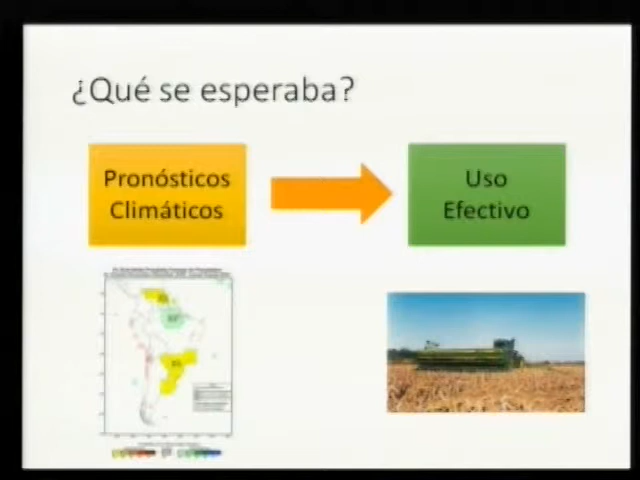 ¿Qué se esperaba?
Pronósticos
Climáticos
Uso
Efectivo